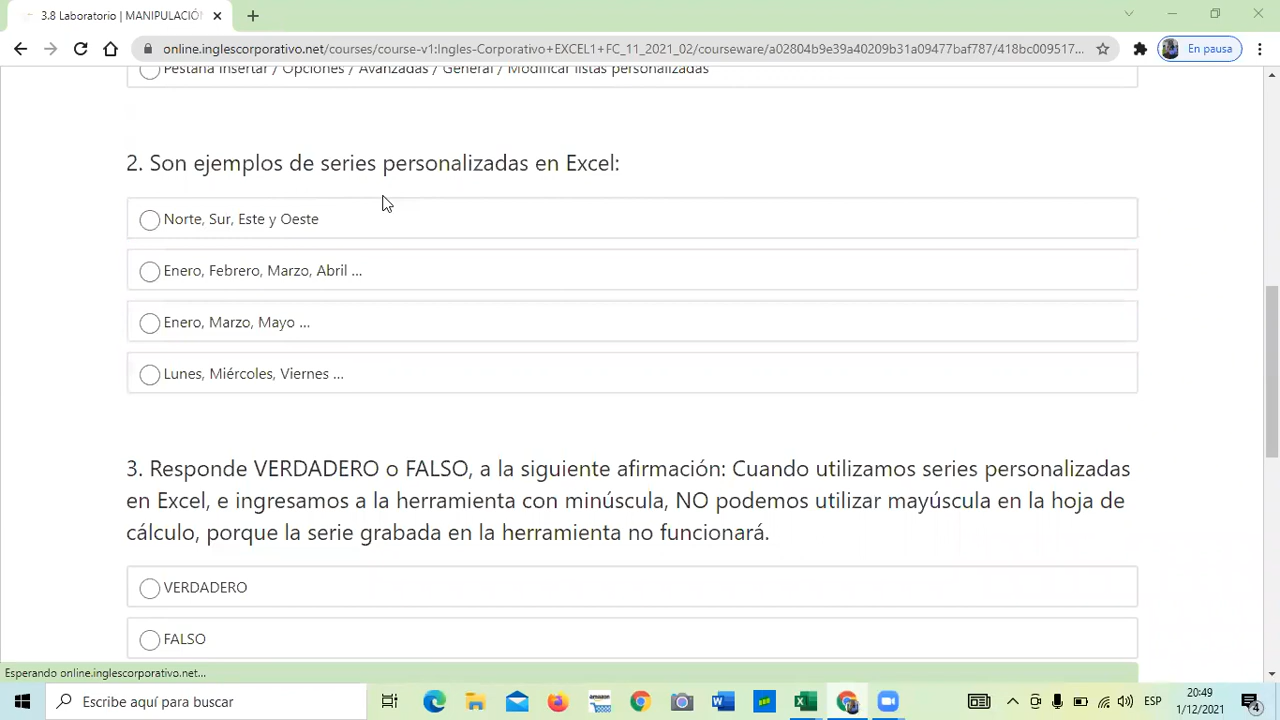 3.8 Laboratorio | MANIPULACIÓN
online.inglescorporativo.net/courses/course-v1:Ingles-Corporativo+EXCEL1+FC_11_2021_02/courseware/a02804b9e39a40209b31a09477baf787/418bc009517...
En pausa
Pestaña Insertar / Opciones / Avanzadas / General / Modificar listas personalizadas
2. Son ejemplos de series personalizadas en Excel:
Norte, Sur, Este y Oeste
Enero, Febrero, Marzo, Abril ...
Enero, Marzo, Mayo ...
Lunes, Miércoles, Viernes ...
3. Responde VERDADERO o FALSO, a la siguiente afirmación: Cuando utilizamos series personalizadas
en Excel, e ingresamos a la herramienta con minúscula, NO podemos utilizar mayúscula en la hoja de
cálculo, porque la serie grabada en la herramienta no funcionará.
VERDADERO
FALSO
Esperando online.inglescorporativo.net...
Escribe aquí para buscar
amazon
ESP
20:49
1/12/2021
4